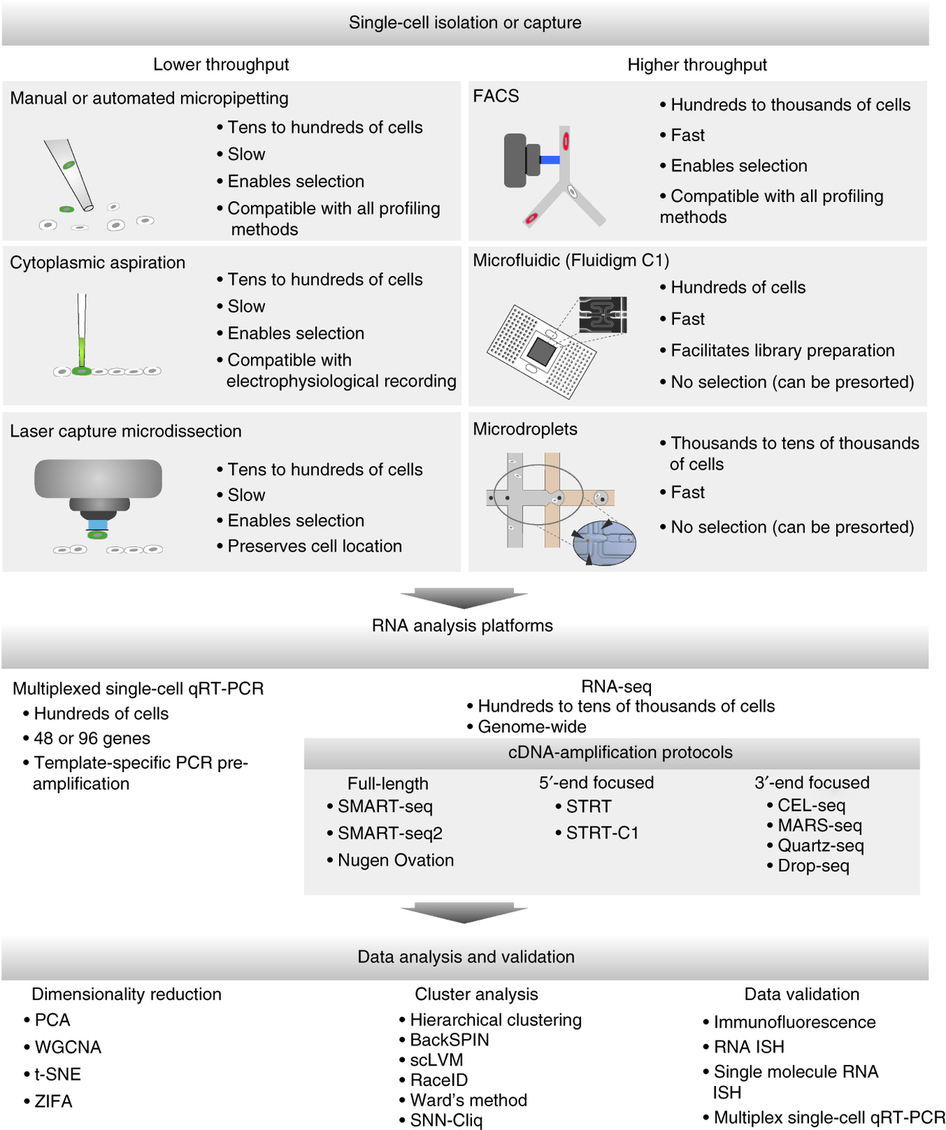 Single-cell isolation or capture
Lower throughput
Higher throughput
Manual or automated micropipetting
• Tens to hundreds of cells
• Slow
• Enables selection
• Compatible with all profiling
methods
FACS
• Hundreds to thousands of cells
• Fast
• Enables selection
• Compatible with all profiling
methods
Cytoplasmic aspiration
• Tens to hundreds of cells
• Slow
• Enables selection
• Compatible with
electrophysiological recording
Microfluidic (Fluidigm C1)
• Hundreds of cells
• Fast
• Facilitates library preparation
• No selection (can be presorted)
Laser capture microdissection
• Tens to hundreds of cells
• Slow
• Enables selection
• Preserves cell location
Microdroplets
• Thousands to tens of thousands
of cells
• Fast
• No selection (can be presorted)
RNA analysis platforms
Multiplexed single-cell qRT-PCR
• Hundreds of cells
• 48 or 96 genes
• Template-specific PCR pre-
amplification
RNA-seq
• Hundreds to tens of thousands of cells
• Genome-wide
cDNA-amplification protocols
Full-length
• SMART-seq
• SMART-seq2
• Nugen Ovation
5′-end focused
• STRT
• STRT-C1
3′-end focused
• CEL-seq
• MARS-seq
• Quartz-seq
• Drop-seq
Data analysis and validation
Dimensionality reduction
• PCA
• WGCNA
• t-SNE
• ZIFA
Cluster analysis
• Hierarchical clustering
• BackSPIN
• scLVM
• RaceID
• Ward’s method
• SNN-Cliq
Data validation
• Immunofluorescence
• RNA ISH
• Single molecule RNA
ISH
• Multiplex single-cell qRT-PCR